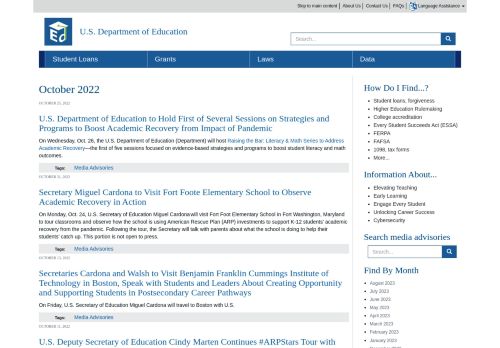 Skip to main content | About Us | Contact Us | FAQs | Language Assistance
U.S. Department of Education
Search...
Student Loans
Grants
Laws
Data
October 2022
OCTOBER 25, 2022
U.S. Department of Education to Hold First of Several Sessions on Strategies and
Programs to Boost Academic Recovery from Impact of Pandemic
On Wednesday, Oct. 26, the U.S. Department of Education (Department) will host Raising the Bar: Literacy & Math Series to Address
Academic Recovery—the first of five sessions focused on evidence-based strategies and programs to boost student literacy and math
outcomes.
Tags: Media Advisories
OCTOBER 21, 2022
Secretary Miguel Cardona to Visit Fort Foote Elementary School to Observe
Academic Recovery in Action
On Monday, Oct. 24, U.S. Secretary of Education Miguel Cardona will visit Fort Foot Elementary School in Fort Washington, Maryland
to tour classrooms and observe how the school is using American Rescue Plan (ARP) investments to support K-12 students' academic
recovery from the pandemic. Following the tour, the Secretary will talk with parents about what the school is doing to help their
students' catch up. This portion is not open to press.
Tags: Media Advisories
OCTOBER 13, 2022
Secretaries Cardona and Walsh to Visit Benjamin Franklin Cummings Institute of
Technology in Boston, Speak with Students and Leaders About Creating Opportunity
and Supporting Students in Postsecondary Career Pathways
On Friday, U.S. Secretary of Education Miguel Cardona will travel to Boston with U.S.
Tags: Media Advisories
OCTOBER 11, 2022
U.S. Deputy Secretary of Education Cindy Marten Continues #ARPStars Tour with
How Do I Find...?
Student loans, forgiveness
Higher Education Rulemaking
College accreditation
Every Student Succeeds Act (ESSA)
FERPA
FAFSA
1098, tax forms
More...
Information About...
Elevating Teaching
Early Learning
Engage Every Student
Unlocking Career Success
Cybersecurity
Search media advisories
Search...
Find By Month
August 2023
July 2023
June 2023
May 2023
April 2023
March 2023
February 2023
January 2023